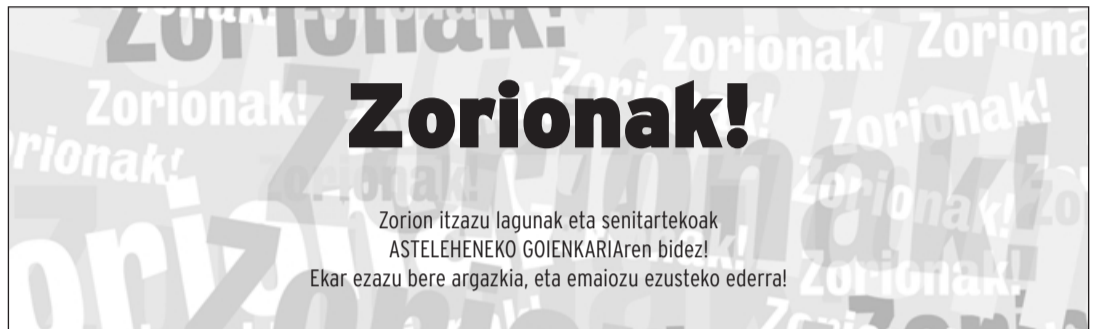 Zorionak!
Zorion itzazu lagunak eta senitartekoak
ASTELEHENEKO GOIENKARIAren bidez!
Ekar ezazu bere argazkia, eta emaiozu ezusteko ederra!